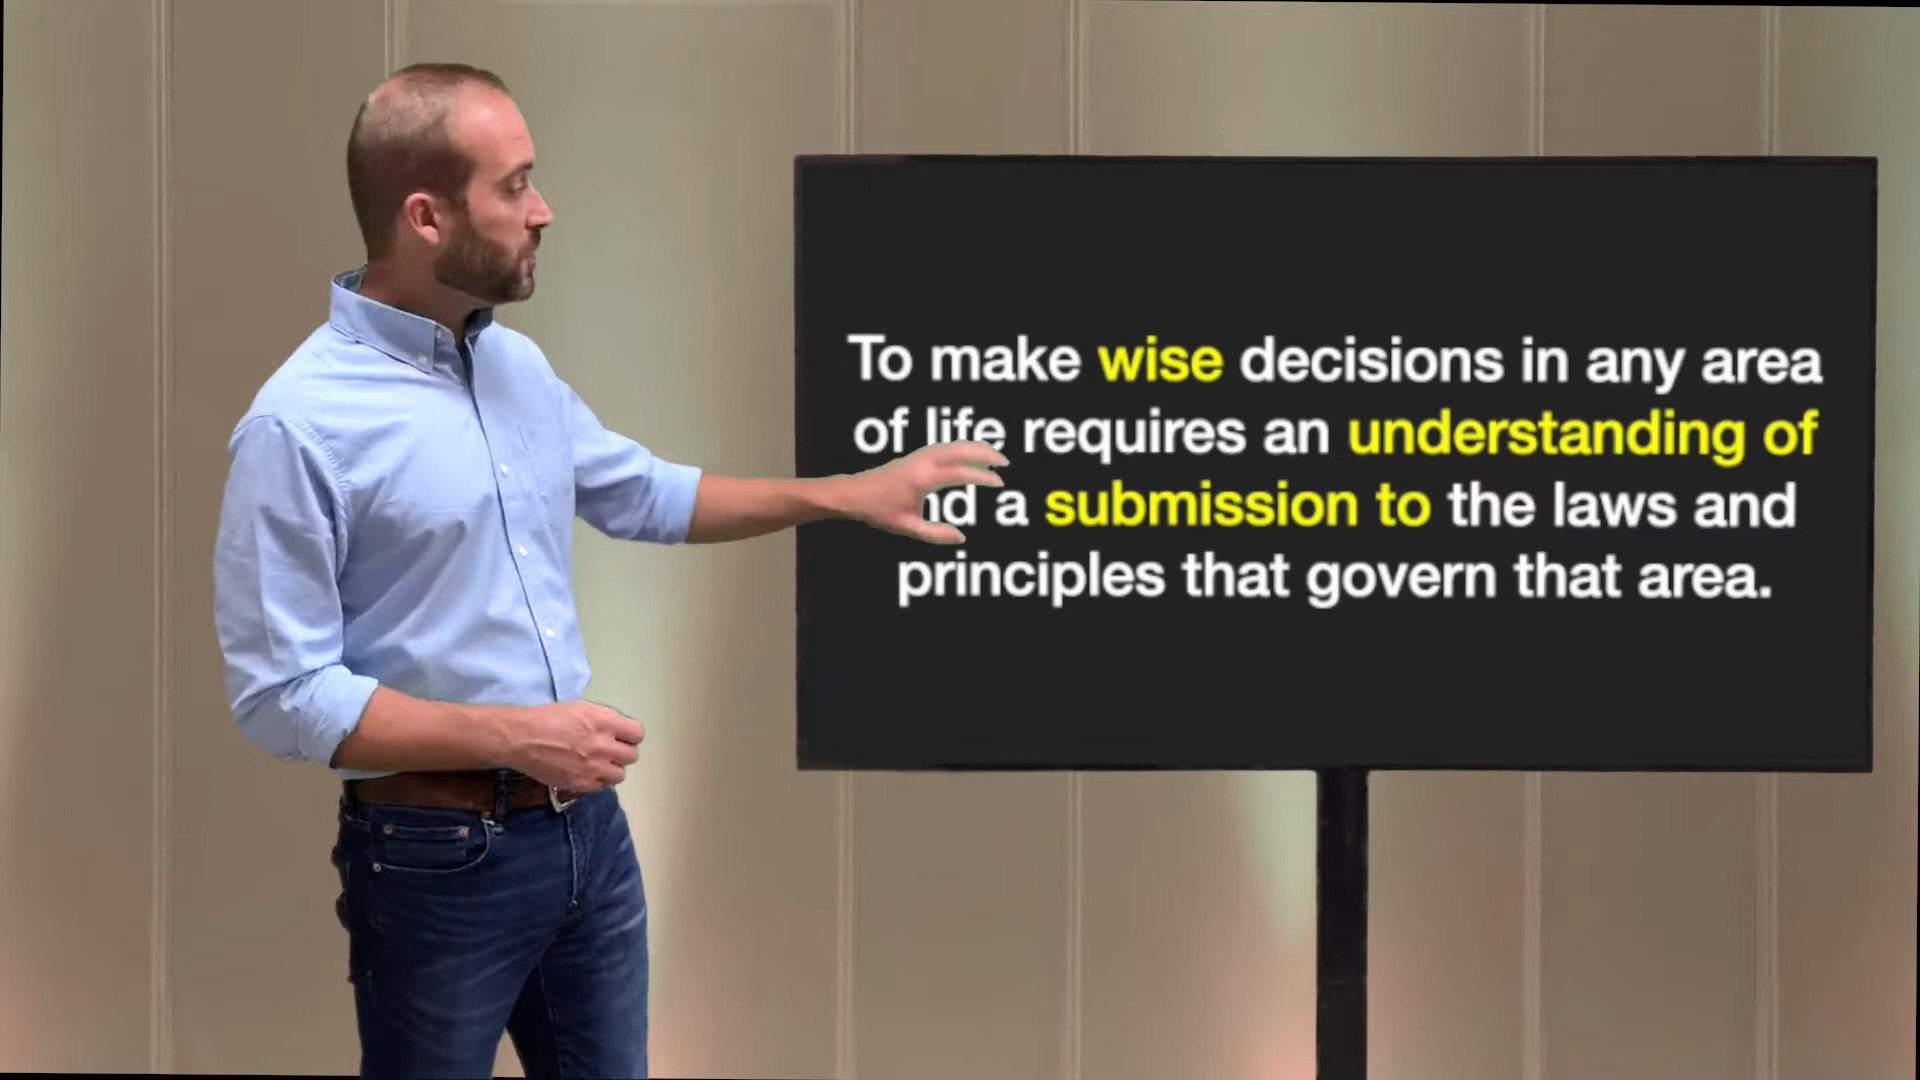 To make wise decisions in any area
of life requires an understanding of
nd a submission to the laws and
principles that govern that area.